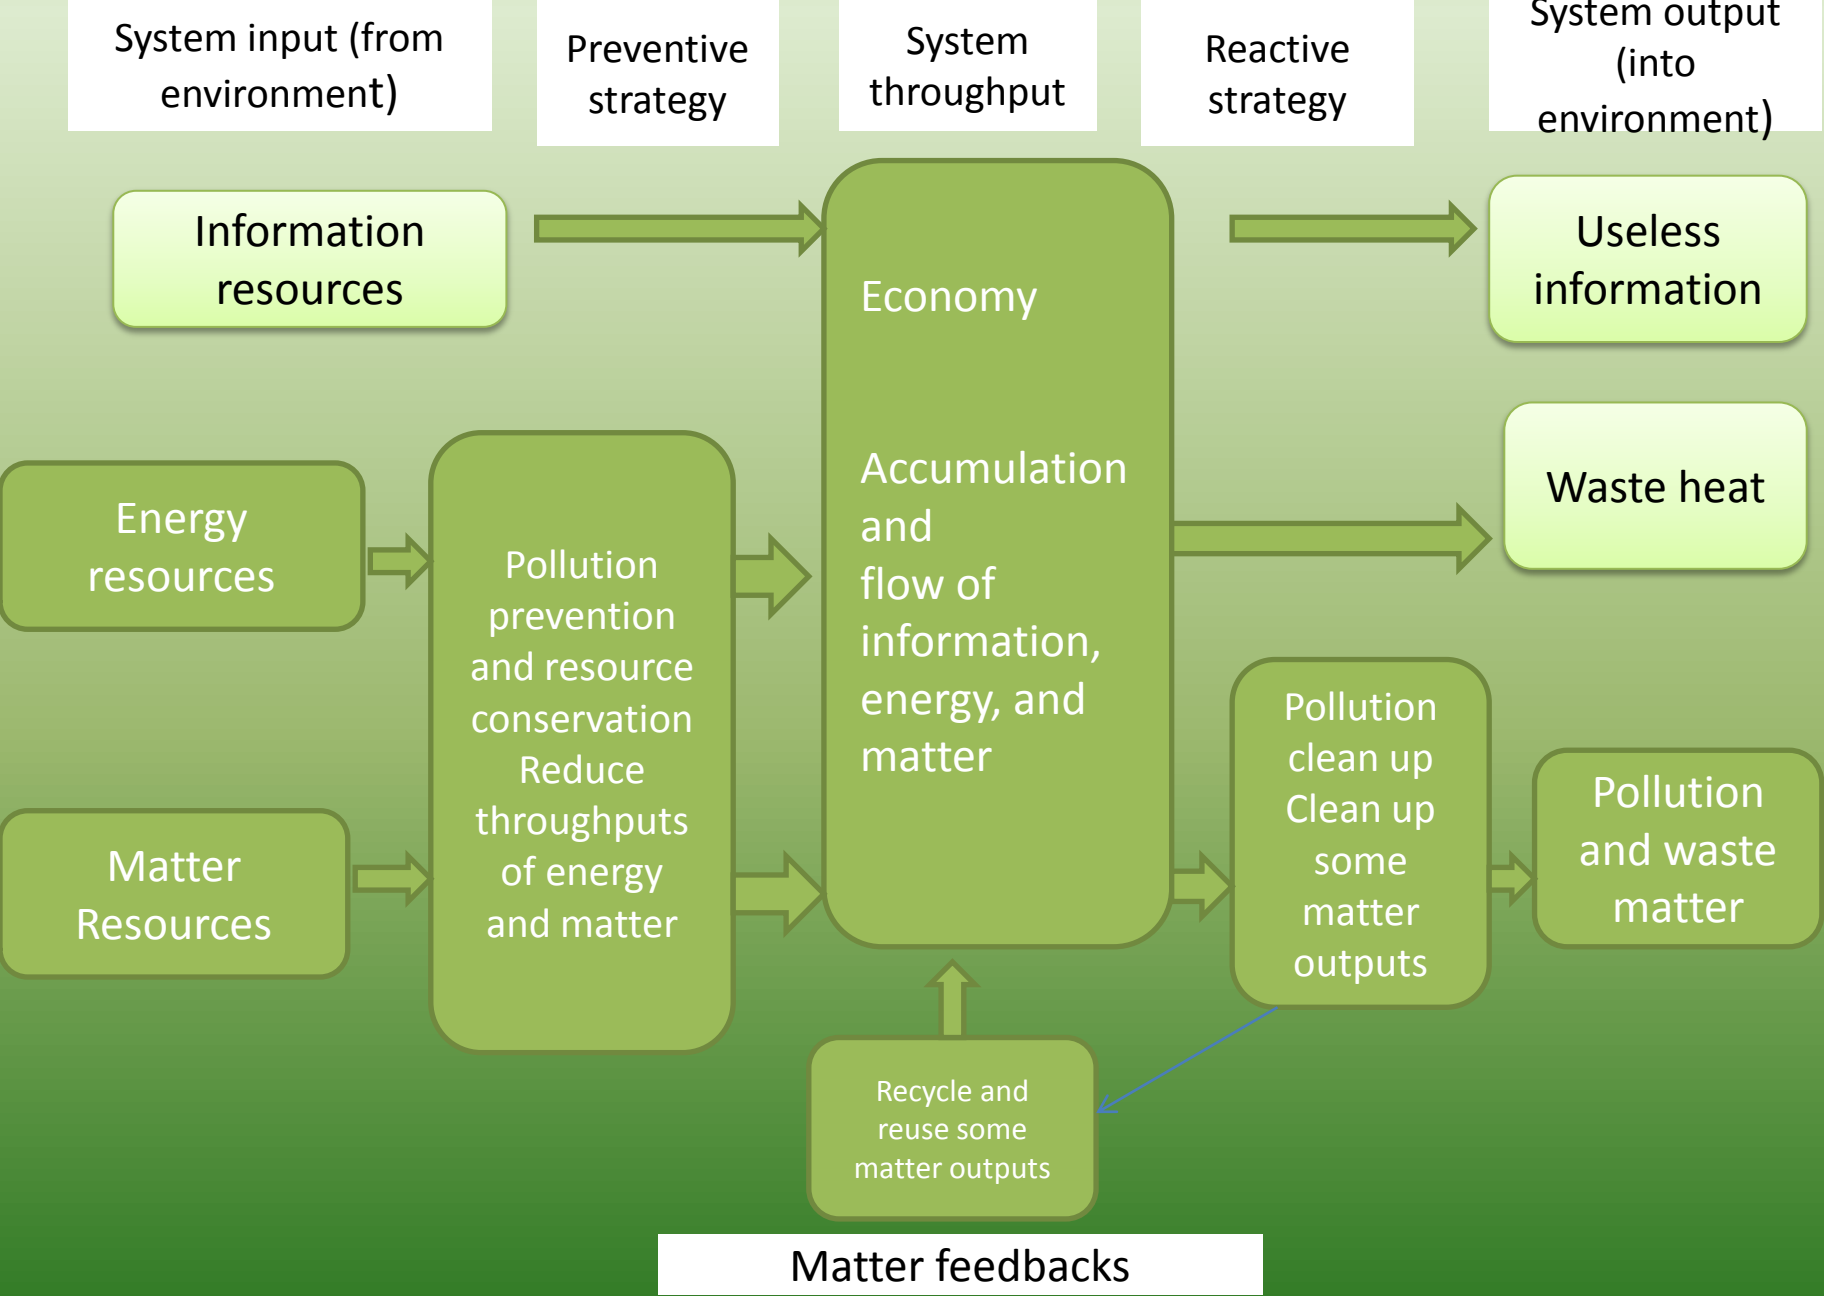 System input (from
environment)
Preventive
strategy
System
throughput
Reactive
strategy
System output
(into
environment)
Information
resources
Economy
Accumulation
and
flow of
information,
energy, and
matter
Useless
information
Waste heat
Energy
resources
Pollution
prevention
and resource
conservation
Reduce
throughputs
of energy
and matter
Matter
Resources
Pollution
clean up
Clean up
some
matter
outputs
Pollution
and waste
matter
Recycle and
reuse some
matter outputs
Matter feedbacks